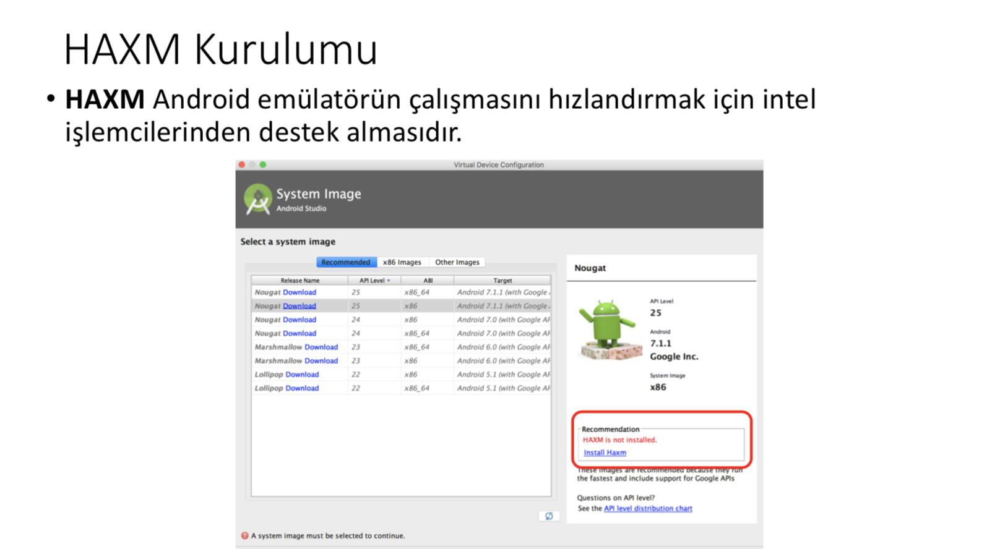 HAXM Kurulumu
• HAXM Android emülatörün çalışmasını hızlandırmak için intel
işlemcilerinden destek almasıdır.
Virtual Device Configuration
System Image
Android Studio
Select a system image
Recommended x86 Images Other Images
Release Name API Level ABI Target
Nougat Download 25 x86_64 Android 7.1.1 (with Google
Nougat Download 25 x86 Android 7.1.1 (with Google
Nougat Download 24 x86 Android 7.0 (with Google AP
Nougat Download 24 x86_64 Android 7.0 (with Google AP
Marshmallow Download 23 x86_64 Android 6.0 (with Google AP
Marshmallow Download 23 x86 Android 6.0 (with Google AP
Lollipop Download 22 x86 Android 5.1 (with Google AP
Lollipop Download 22 x86_64 Android 5.1 (with Google AP
Nougat
API Level
25
Android
7.1.1
Google Inc.
System Image
x86
Recommendation
HAXM is not installed.
Install Haxm
These images are recommended because they run
the fastest and include support for Google APIs
Questions on API level?
See the API level distribution chart
A system image must be selected to continue.